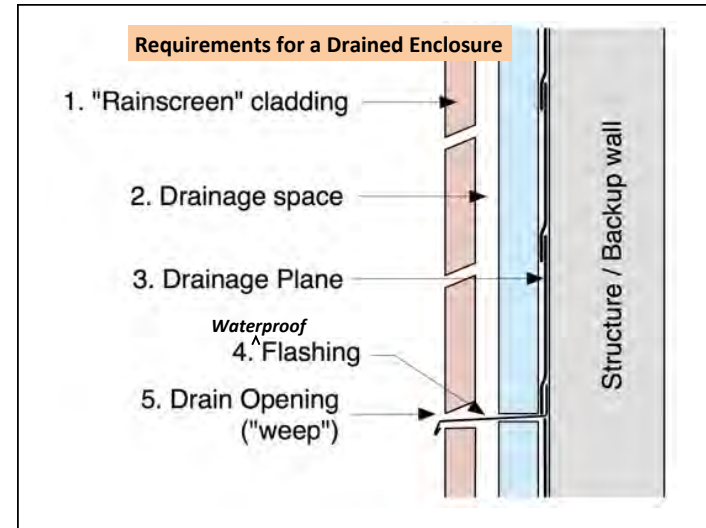 Requirements for a Drained Enclosure
1. "Rainscreen" cladding
2. Drainage space
3. Drainage Plane
Waterproof
4.^Flashing
5. Drain Opening
("weep")
Structure / Backup wall